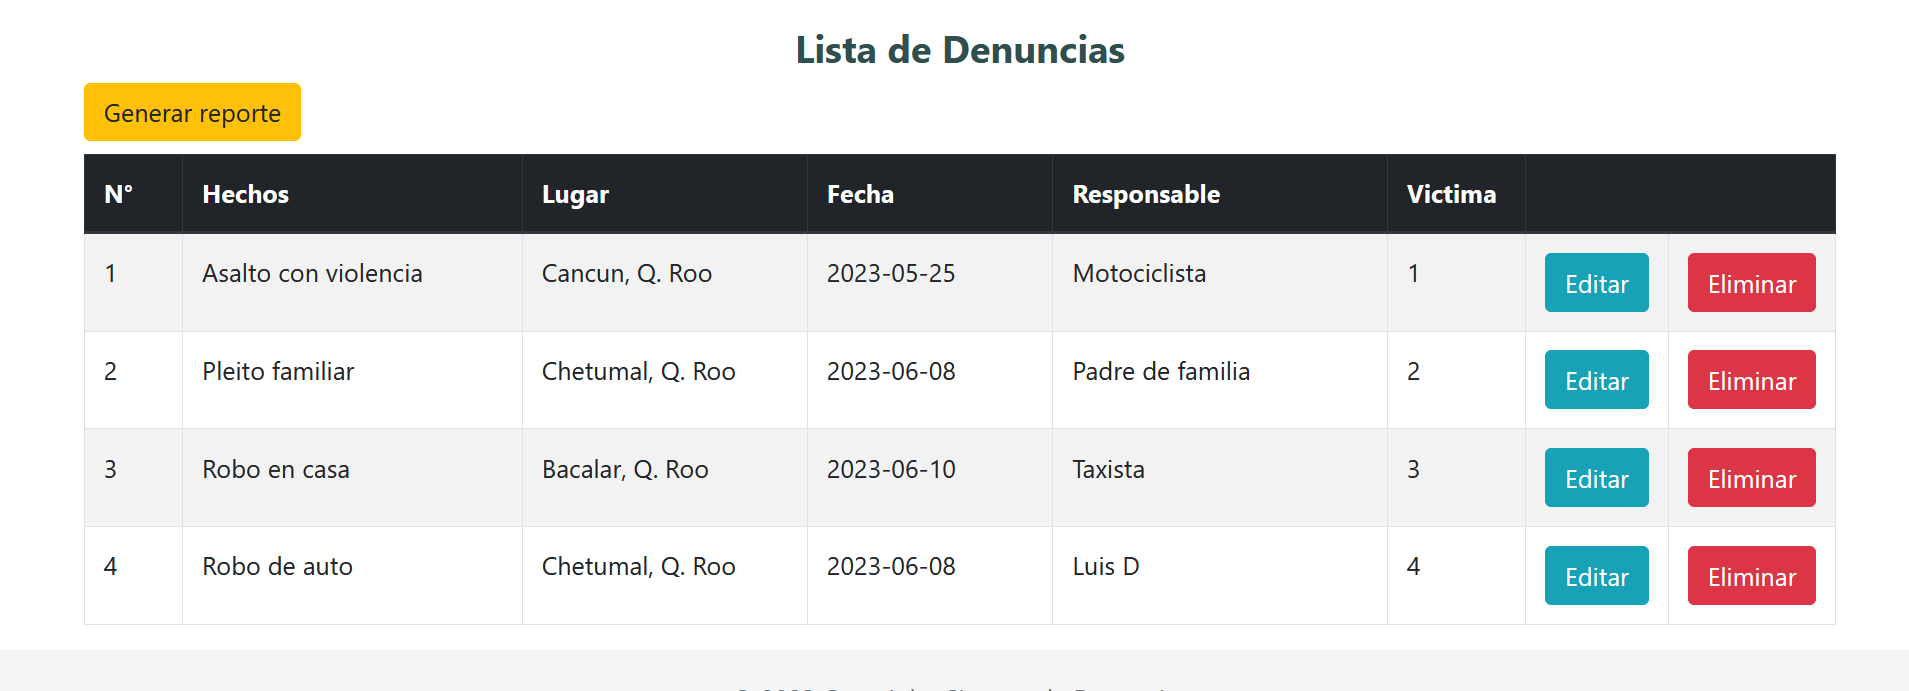 Lista de Denuncias
Generar reporte
N° Hechos Lugar Fecha Responsable Victima
1 Asalto con violencia Cancun, Q. Roo 2023-05-25 Motociclista 1 Editar Eliminar
2 Pleito familiar Chetumal, Q. Roo 2023-06-08 Padre de familia 2 Editar Eliminar
3 Robo en casa Bacalar, Q. Roo 2023-06-10 Taxista 3 Editar Eliminar
4 Robo de auto Chetumal, Q. Roo 2023-06-08 Luis D 4 Editar Eliminar